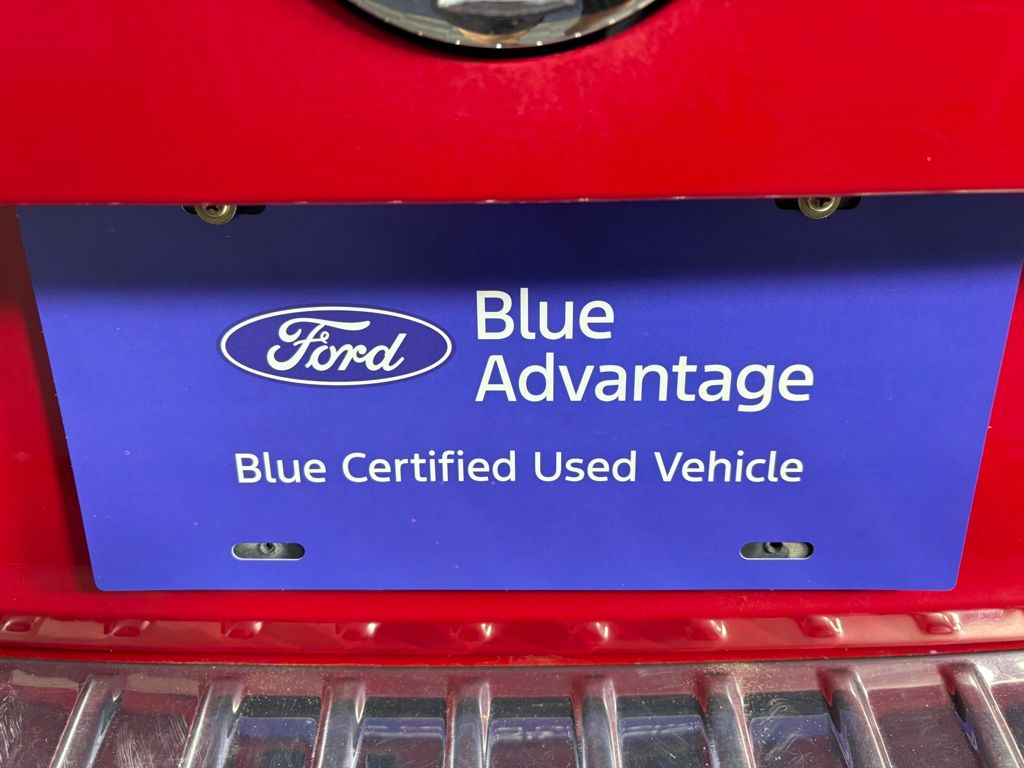 Ford
Blue
Advantage
Blue Certified Used Vehicle